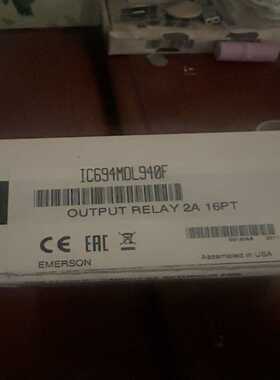 IC694MDL940F
OUTPUT RELAY 2A 16PT
CE EAC
EMERSON
Assembled in USA